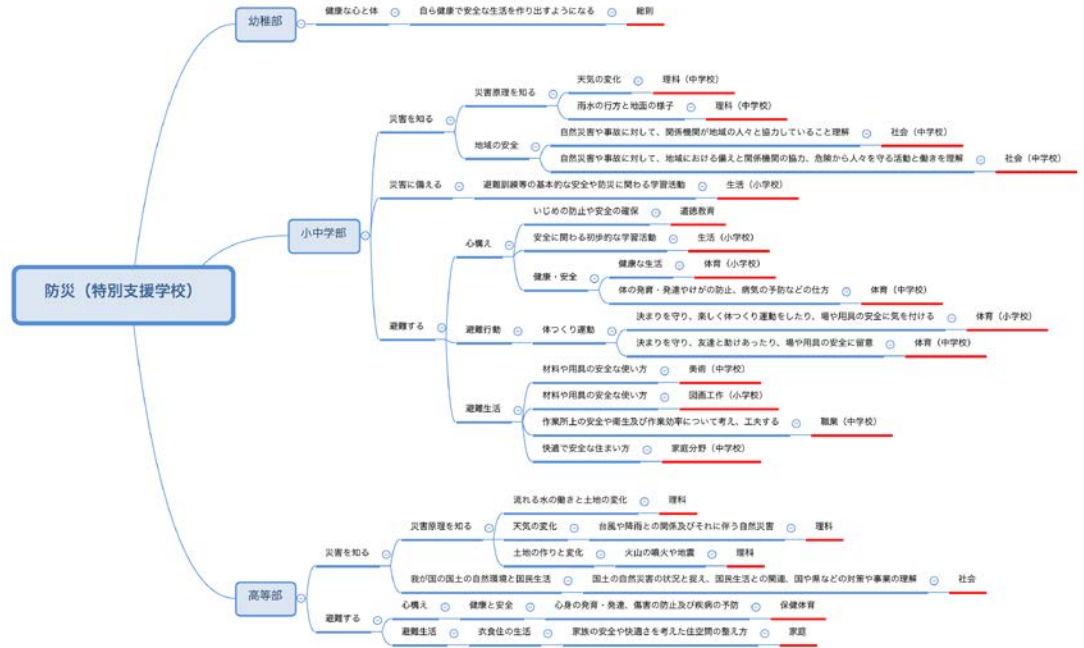 防災（特別支援学校）
幼稚部
健康な心と体
自ら健康で安全な生活を作り出すようになる
総則
小中学部
災害を知る
災害原理を知る
天気の変化
理科（中学校）
雨水の行方と地面の様子
理科（中学校）
地域の安全
自然災害や事故に対して、関係機関が地域の人々と協力していること理解
社会（中学校）
自然災害や事故に対して、地域における備えと関係機関の協力、危険から人々を守る活動と働きを理解
社会（中学校）
災害に備える
避難訓練等の基本的な安全や防災に関わる学習活動
生活（小学校）
避難する
心構え
いじめの防止や安全の確保
道徳教育
安全に関わる初歩的な学習活動
生活（小学校）
健康・安全
健康な生活
体育（小学校）
体の発育・発達やけがの防止、病気の予防などの仕方
体育（中学校）
避難行動
体つくり運動
決まりを守り、楽しく体つくり運動をしたり、場や用具の安全に気を付ける
体育（小学校）
決まりを守り、友達と助けあったり、場や用具の安全に留意
体育（中学校）
避難生活
材料や用具の安全な使い方
美術（中学校）
材料や用具の安全な使い方
図画工作（小学校）
作業所上の安全や衛生及び作業効率について考え、工夫する
職業（中学校）
快適で安全な住まい方
家庭分野（中学校）
高等部
災害を知る
災害原理を知る
流れる水の働きと土地の変化
理科
天気の変化
台風や降雨との関係及びそれに伴う自然災害
理科
土地の作りと変化
火山の噴火や地震
理科
我が国の国土の自然環境と国民生活
国土の自然災害の状況と捉え、国民生活との関連、国や県などの対策や事業の理解
社会
避難する
心構え
健康と安全
心身の発育・発達、傷害の防止及び疾病の予防
保健体育
避難生活
衣食住の生活
家族の安全や快適さを考えた住空間の整え方
家庭